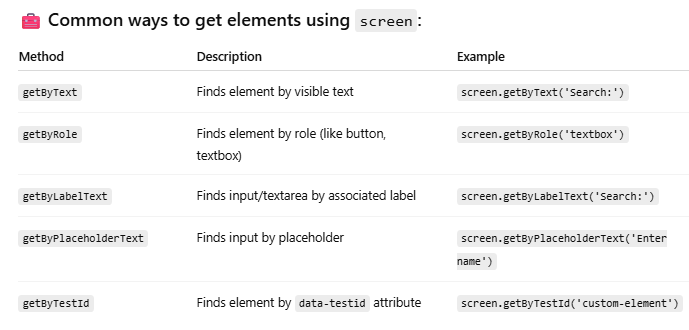 🧰 Common ways to get elements using screen:
Method Description Example
getByText Finds element by visible text screen.getByText('Search:')
getByRole Finds element by role (like button, screen.getByRole('textbox')
textbox)
getByLabelText Finds input/textarea by associated label screen.getByLabelText('Search:')
getByPlaceholderText Finds input by placeholder screen.getByPlaceholderText('Enter
name')
getByTestId Finds element by data-testid attribute screen.getByTestId('custom-element')